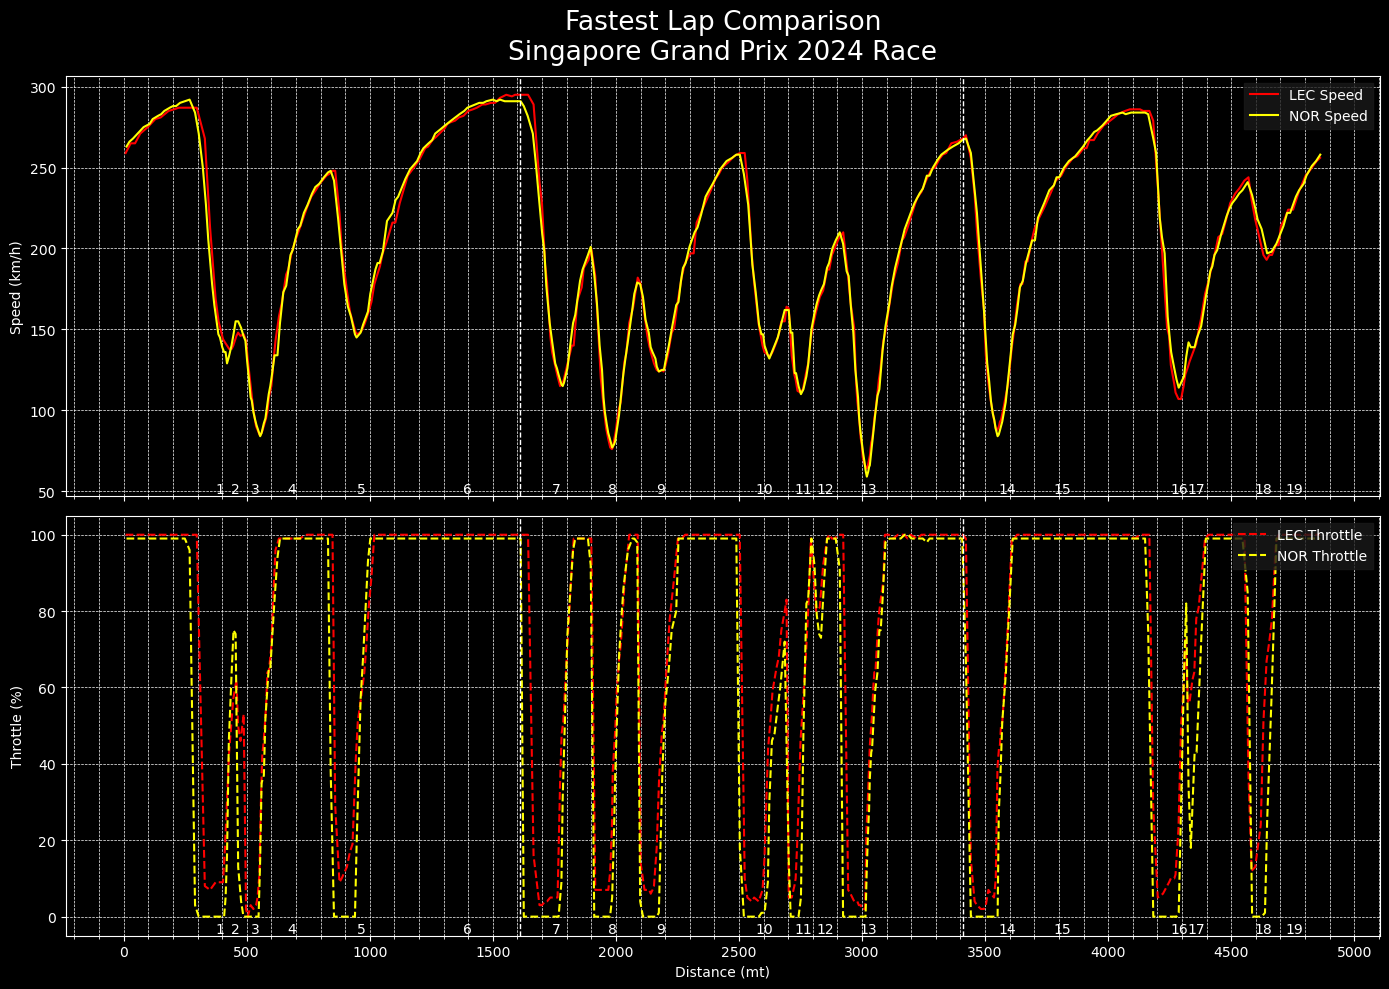 Fastest Lap Comparison
Singapore Grand Prix 2024 Race
LEC Speed
NOR Speed
Speed (km/h)
300
250
200
150
100
50
1 2 3 4 5 6 7 8 9 10 11 12 13 14 15 16 17 18 19
LEC Throttle
NOR Throttle
Throttle (%)
100
80
60
40
20
0
1 2 3 4 5 6 7 8 9 10 11 12 13 14 15 16 17 18 19
0 500 1000 1500 2000 2500 3000 3500 4000 4500 5000
Distance (mt)